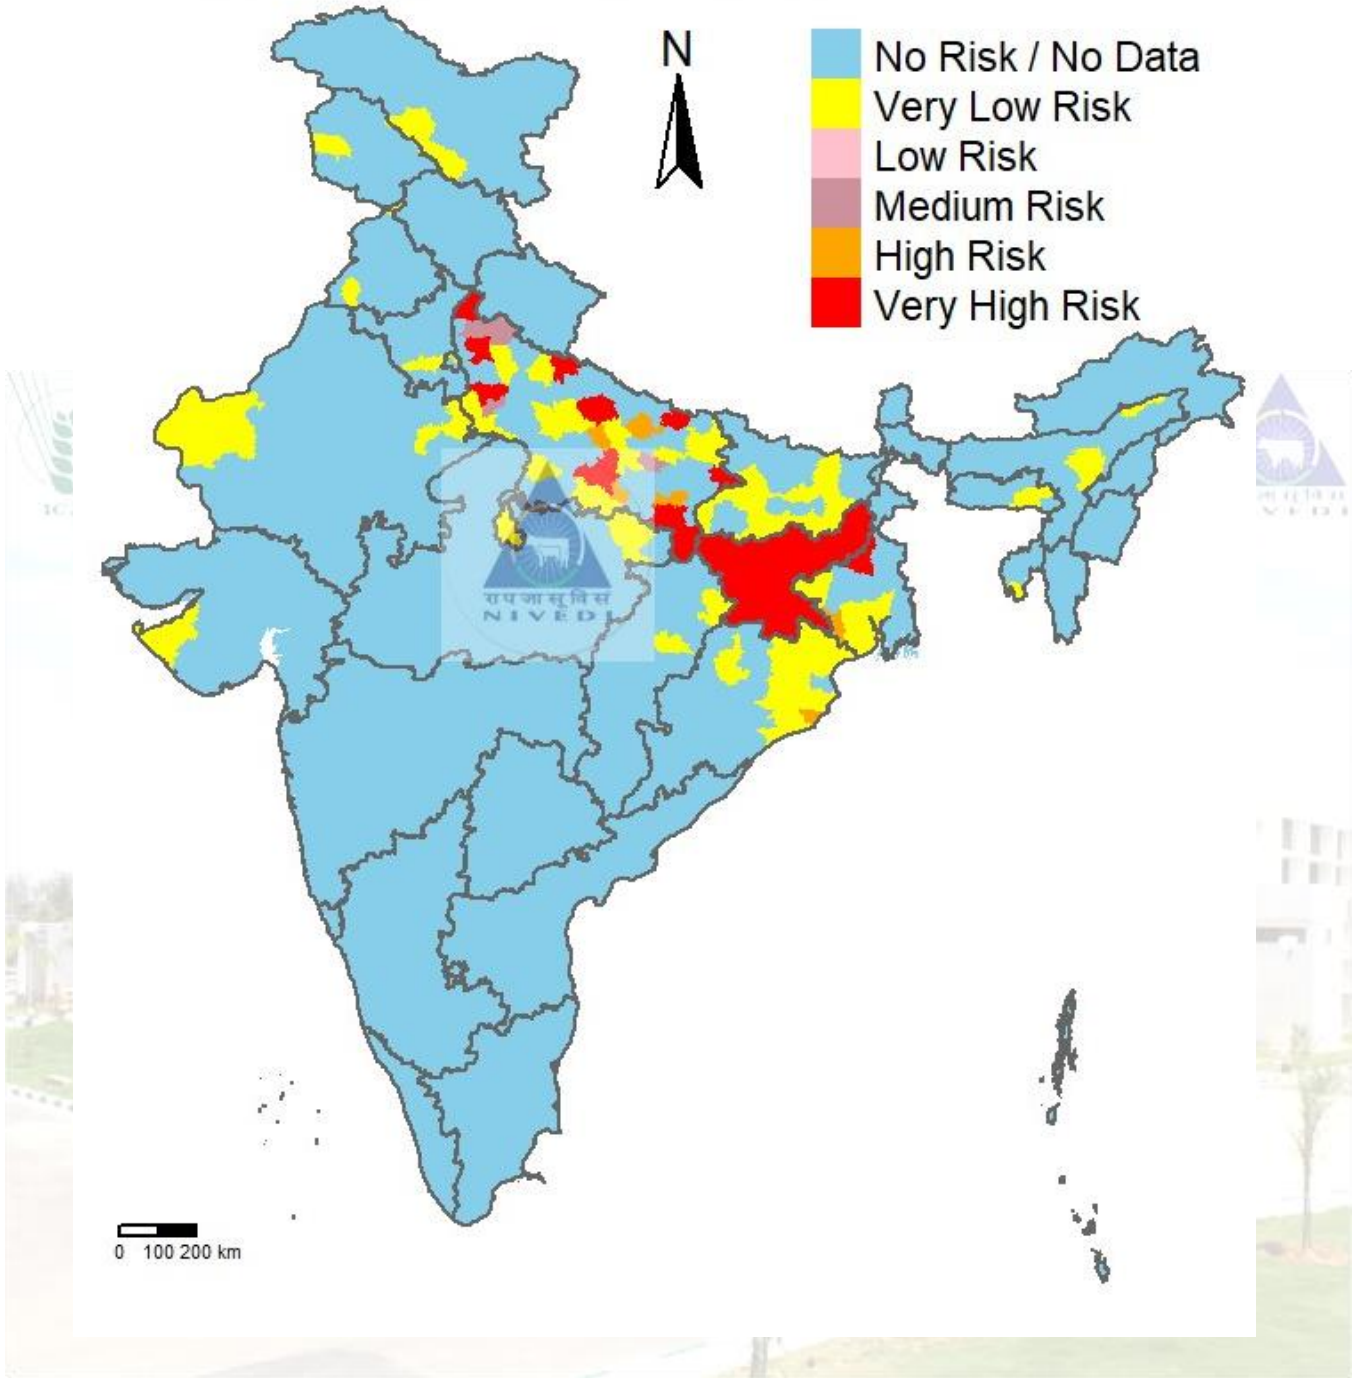 N
No Risk / No Data
Very Low Risk
Low Risk
Medium Risk
High Risk
Very High Risk
NIVEDI
0 100 200 km